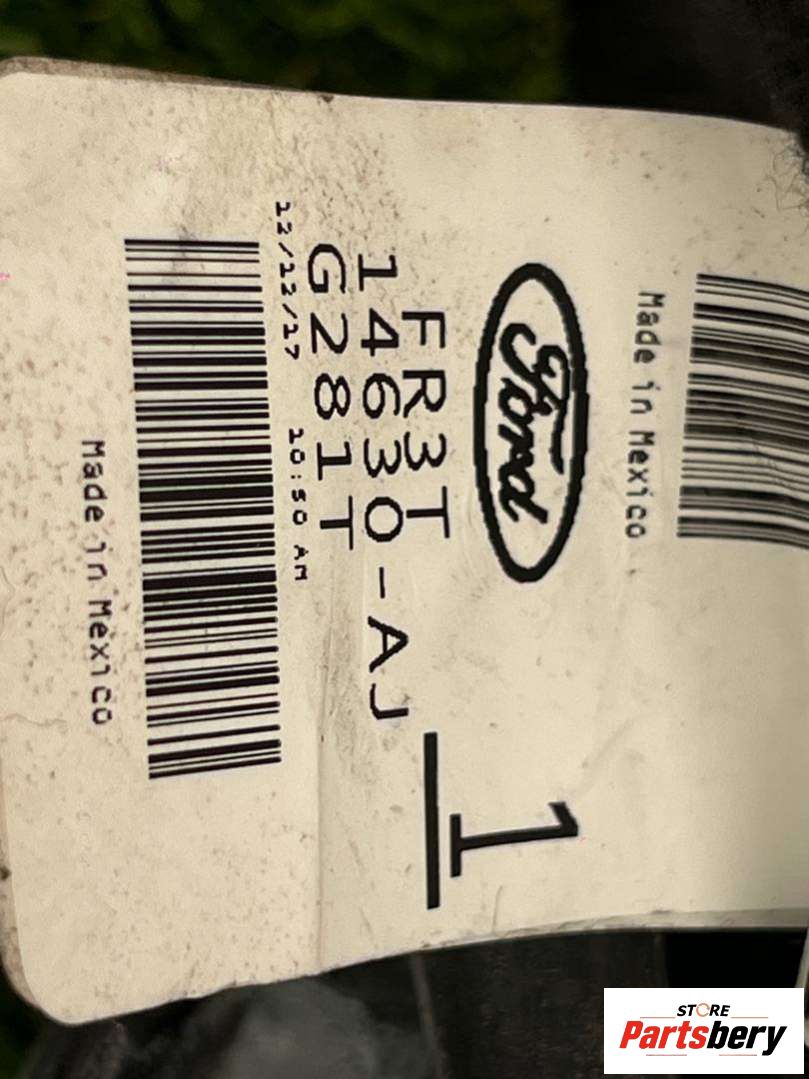 Made in Mexico
Ford
1
FR3T
14630-AJ
G281T
12/12/17 10:50 AM
Made in Mexico
STORE
Partsbery